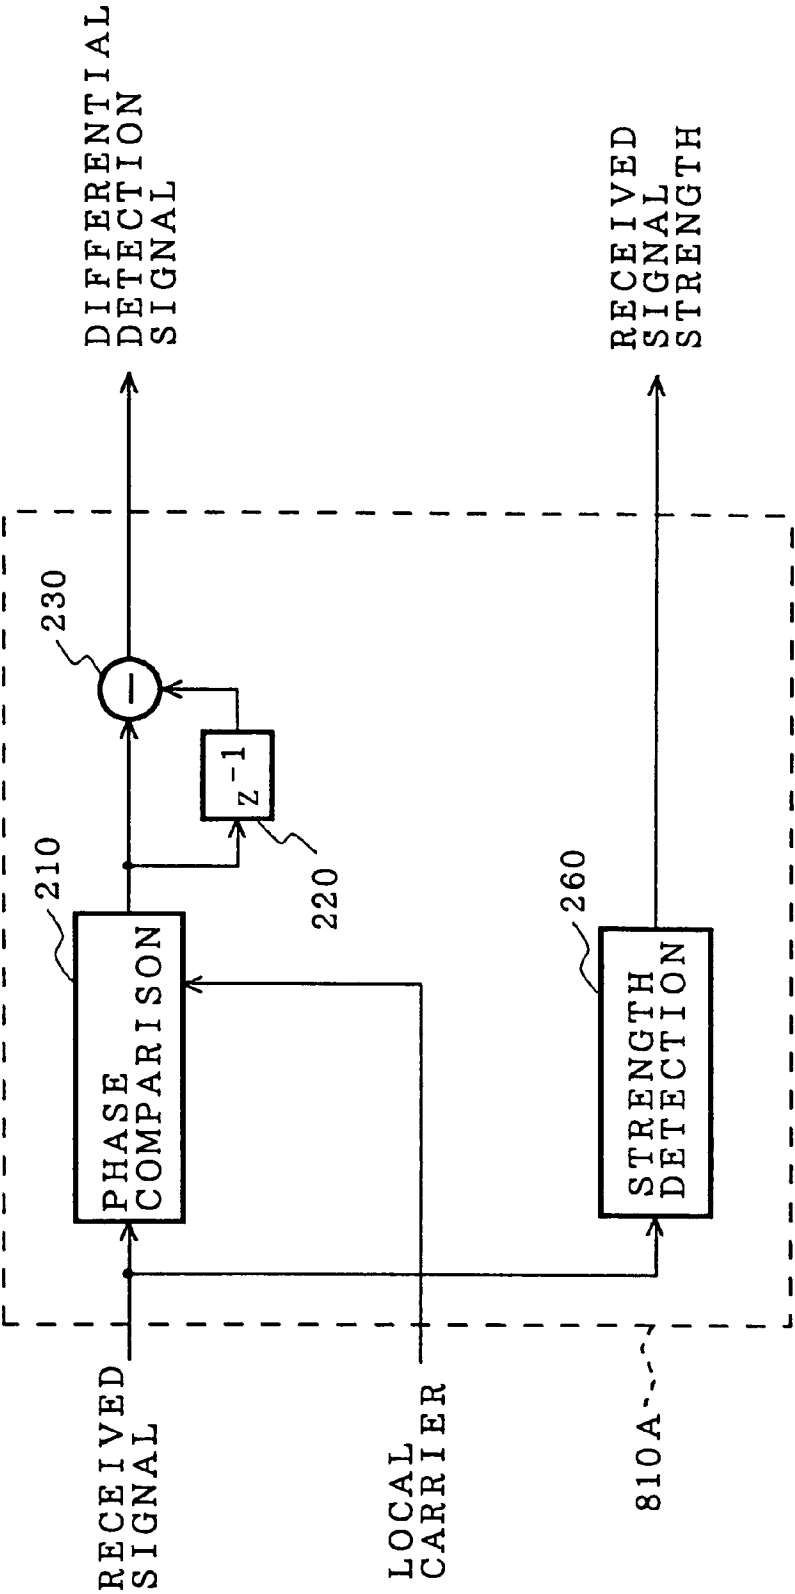 RECEIVED
SIGNAL
LOCAL
CARRIER
810A
PHASE
COMPARISON
210
z-1
220
−
230
STRENGTH
DETECTION
260
DIFFERENTIAL
DETECTION
SIGNAL
RECEIVED
SIGNAL
STRENGTH